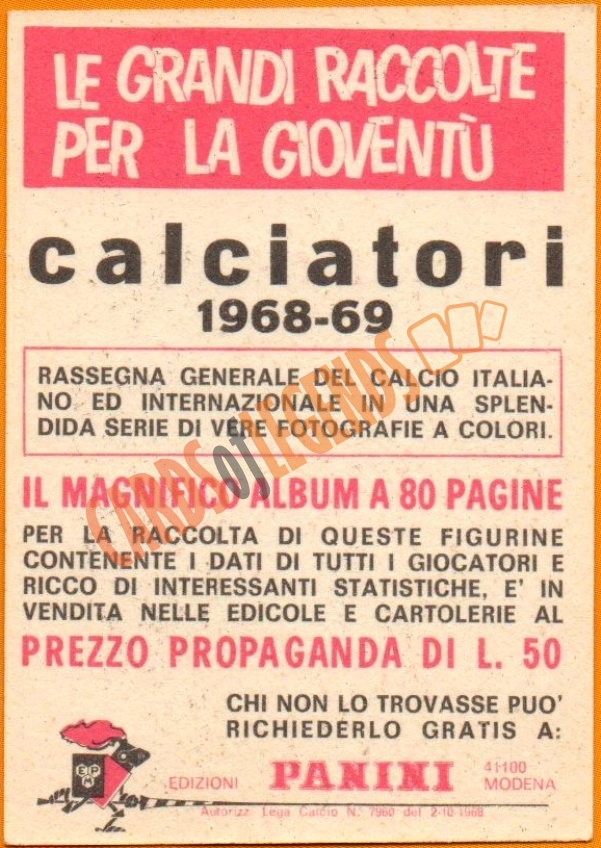 LE GRANDI RACCOLTE
PER LA GIOVENTÙ
calciatori
1968-69
RASSEGNA GENERALE DEL CALCIO ITALIA-
NO ED INTERNAZIONALE IN UNA SPLEN-
DIDA SERIE DI VERE FOTOGRAFIE A COLORI.
IL MAGNIFICO ALBUM A 80 PAGINE
PER LA RACCOLTA DI QUESTE FIGURINE
CONTENENTE I DATI DI TUTTI I GIOCATORI E
RICCO DI INTERESSANTI STATISTICHE, E' IN
VENDITA NELLE EDICOLE E CARTOLERIE AL
PREZZO PROPAGANDA DI L. 50
CHI NON LO TROVASSE PUO'
RICHIEDERLO GRATIS A:
EPM
EDIZIONI PANINI 41100 MODENA
Autorizz. Lega Calcio N. 7960 del 2-10-1968
CARDSofLEGENDS